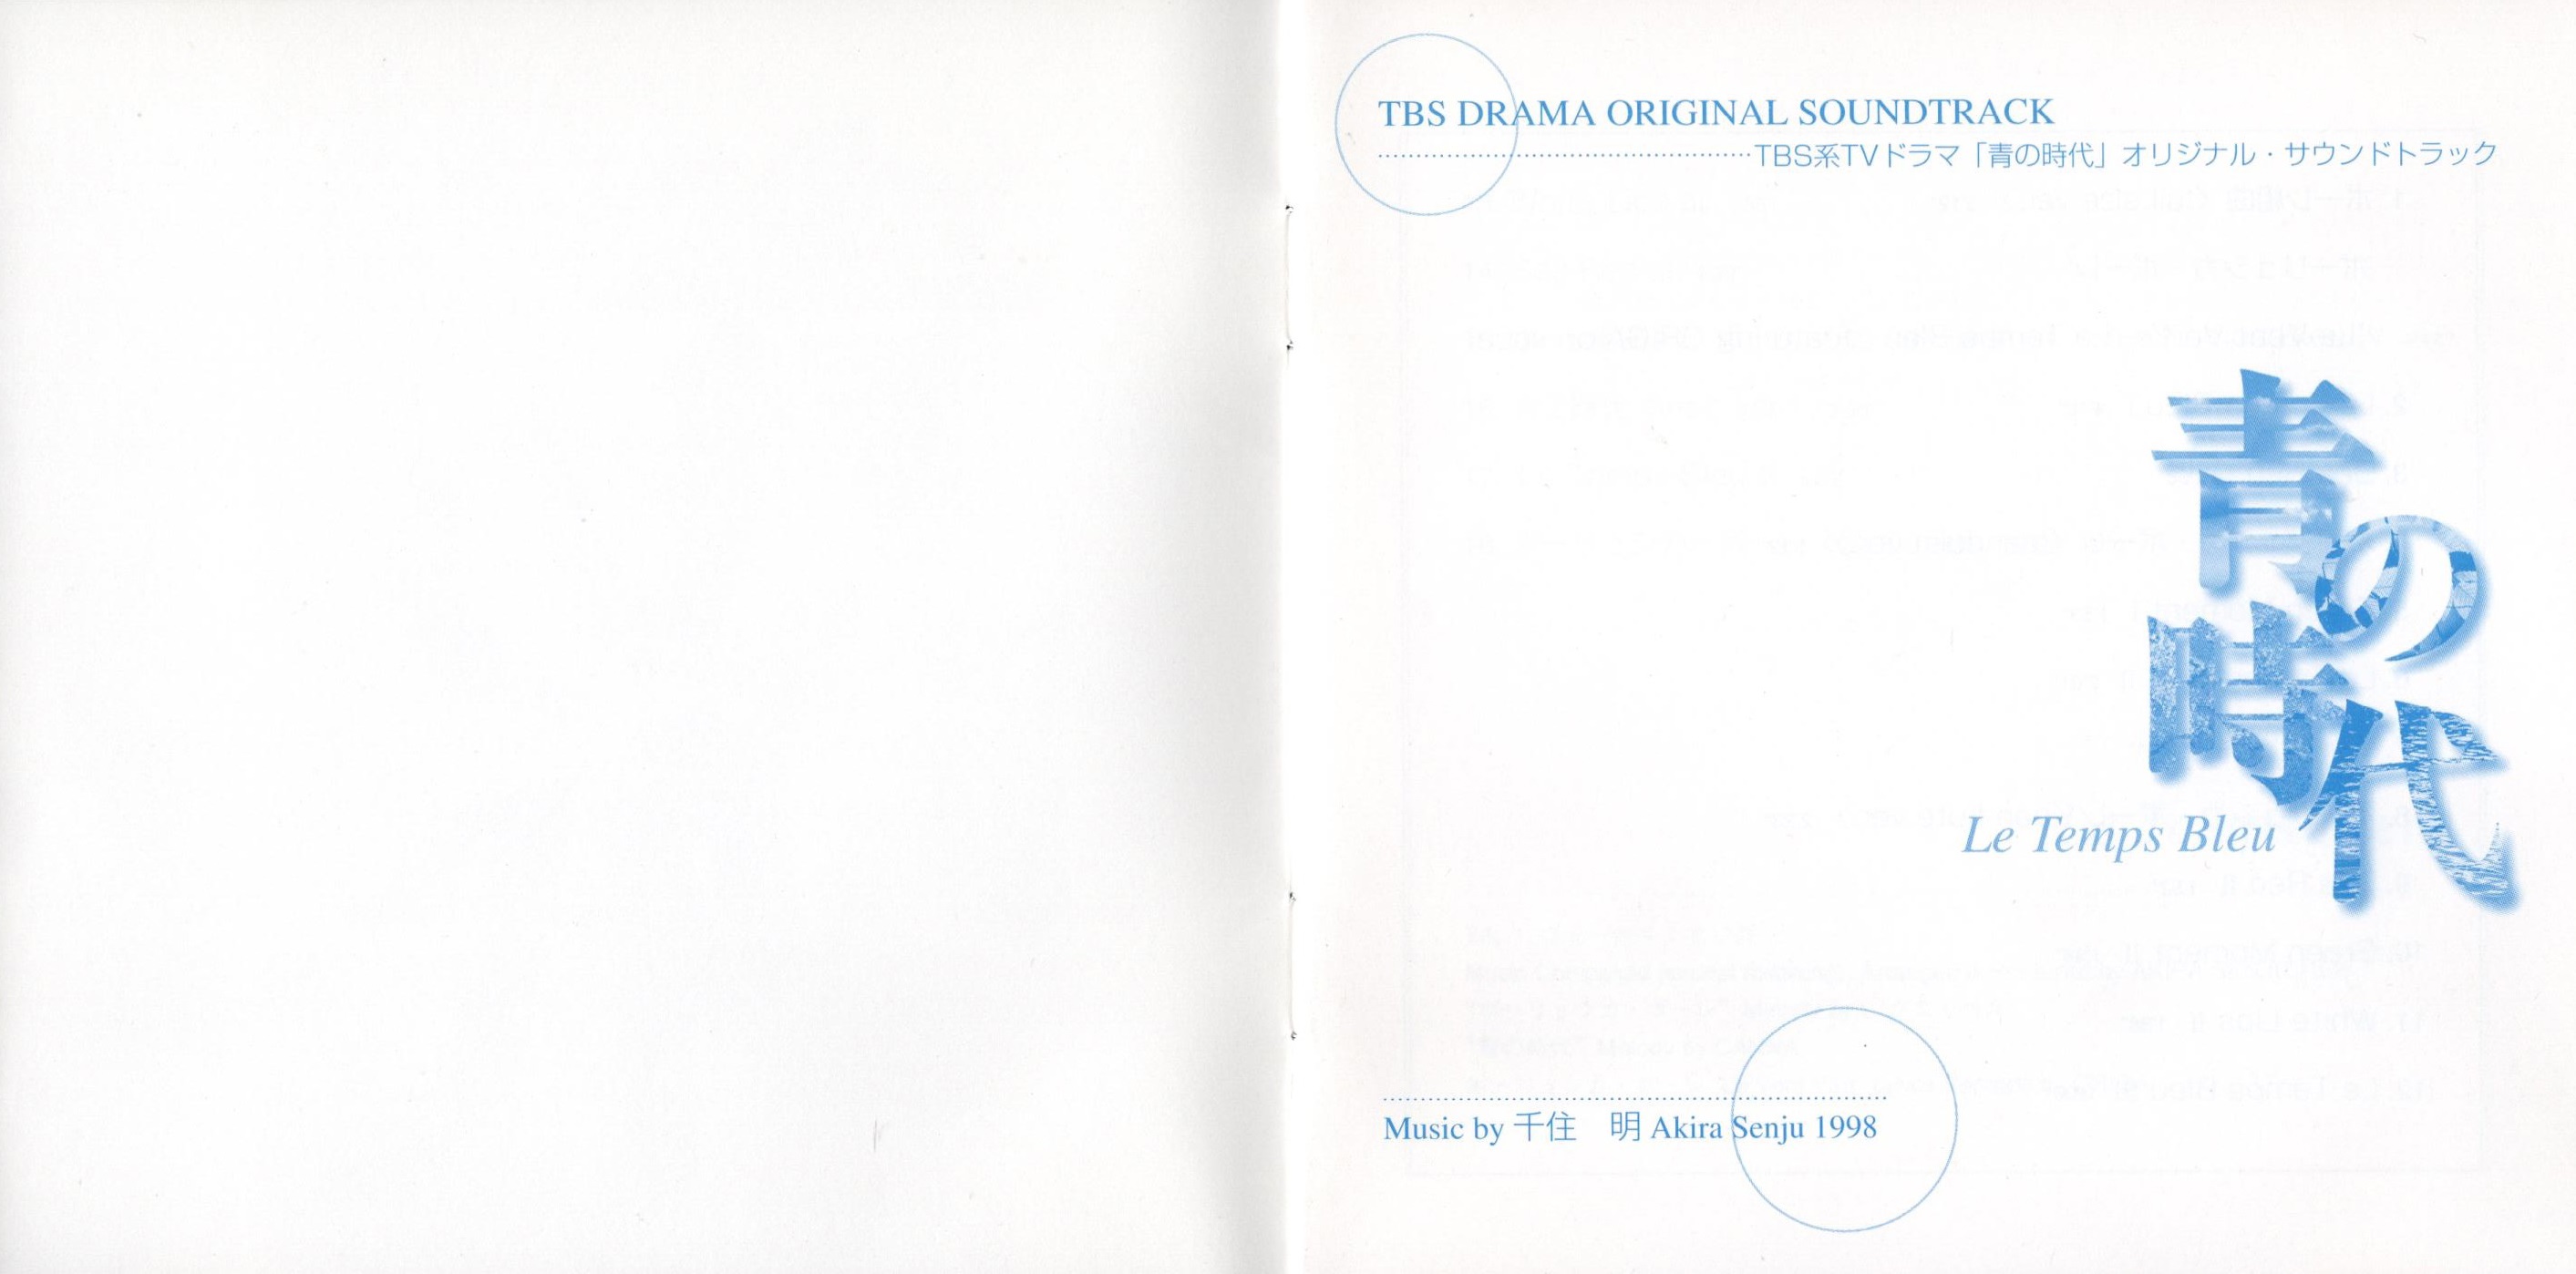 TBS DRAMA ORIGINAL SOUNDTRACK
TBS系TVドラマ「青の時代」オリジナル・サウンドトラック
青の時代
Le Temps Bleu
Music by 千住　明 Akira Senju 1998